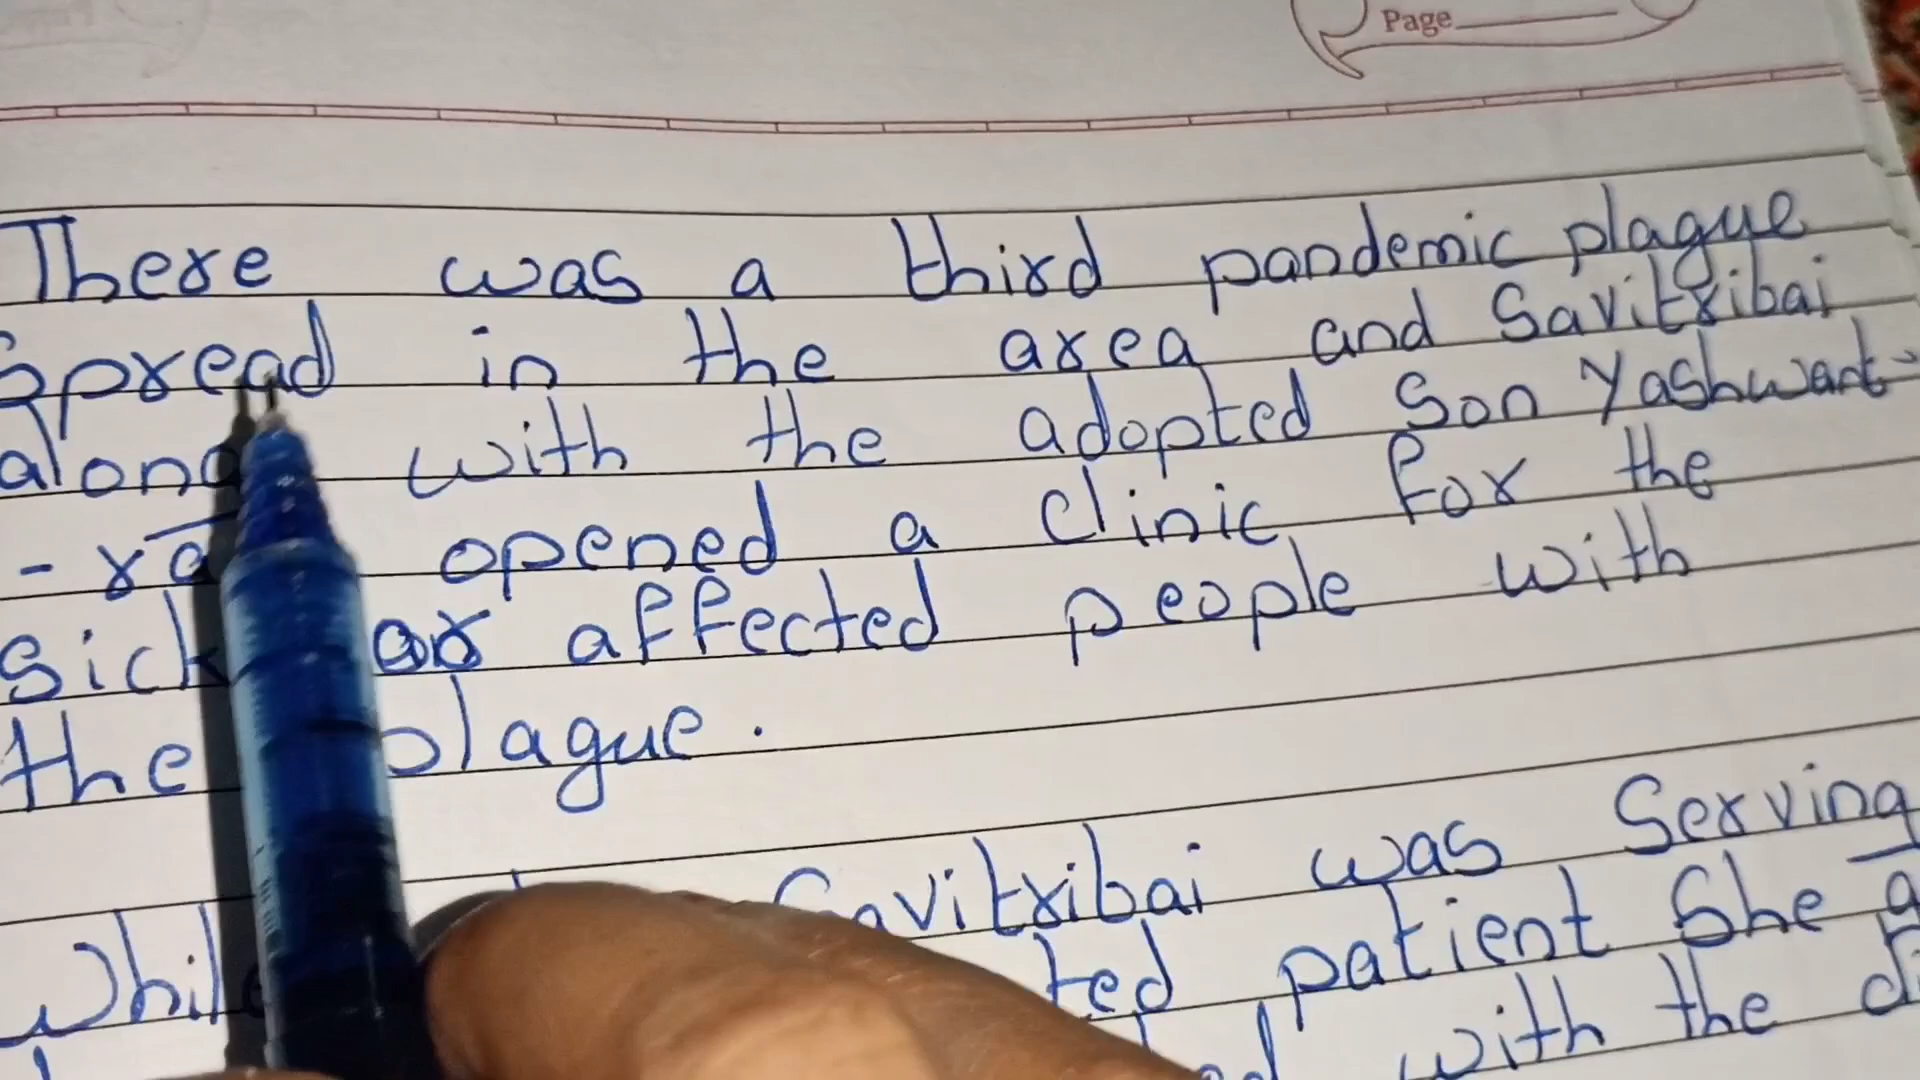 Page
There was a third pandemic plague
Spread in the area and Savitribai
along with the adopted Son Yashwant-
opened a clinic for the
sick or affected people with
the plague.
While Savitribai was Serving
patient She
with the